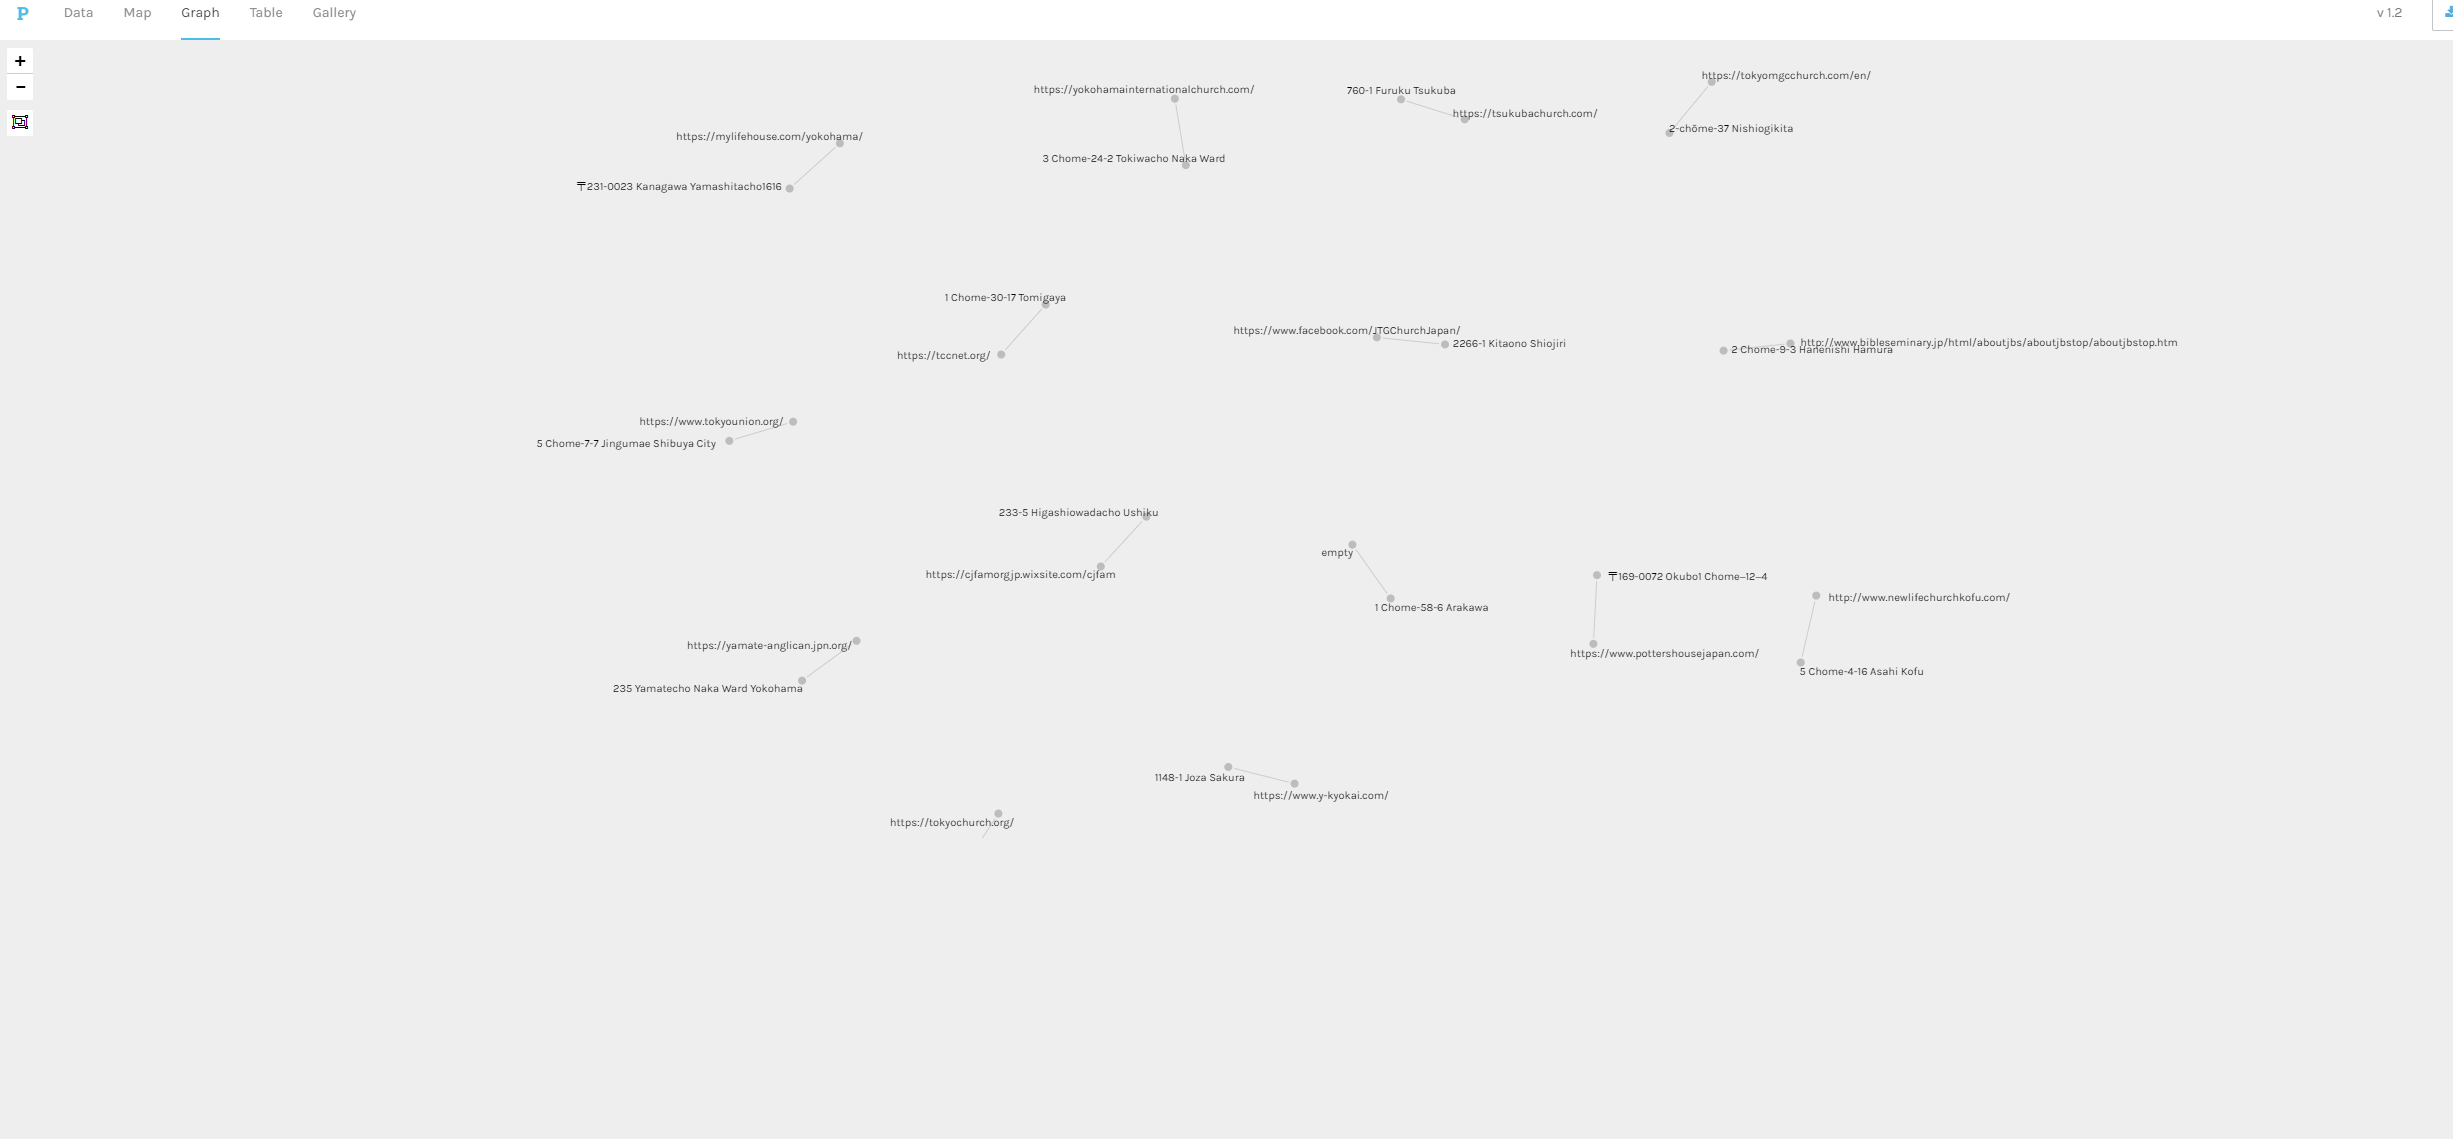 P Data Map Graph Table Gallery v 1.2
+
−
https://tokyomgcchurch.com/en/
https://yokohamainternationalchurch.com/
760-1 Furuku Tsukuba
https://tsukubachurch.com/
2-chōme-37 Nishiogikita
https://mylifehouse.com/yokohama/
3 Chome-24-2 Tokiwacho Naka Ward
〒231-0023 Kanagawa Yamashitacho1616
1 Chome-30-17 Tomigaya
https://www.facebook.com/JTGChurchJapan/
2266-1 Kitaono Shiojiri
http://www.bibleseminary.jp/html/aboutjbs/aboutjbstop/aboutjbstop.htm
2 Chome-9-3 Hanenishi Hamura
https://tccnet.org/
https://www.tokyounion.org/
5 Chome-7-7 Jingumae Shibuya City
233-5 Higashiowadacho Ushiku
empty
https://cjfamorgjp.wixsite.com/cjfam
〒169-0072 Okubo1 Chome−12−4
http://www.newlifechurchkofu.com/
1 Chome-58-6 Arakawa
https://yamate-anglican.jpn.org/
https://www.pottershousejapan.com/
5 Chome-4-16 Asahi Kofu
235 Yamatecho Naka Ward Yokohama
1148-1 Joza Sakura
https://www.y-kyokai.com/
https://tokyochurch.org/